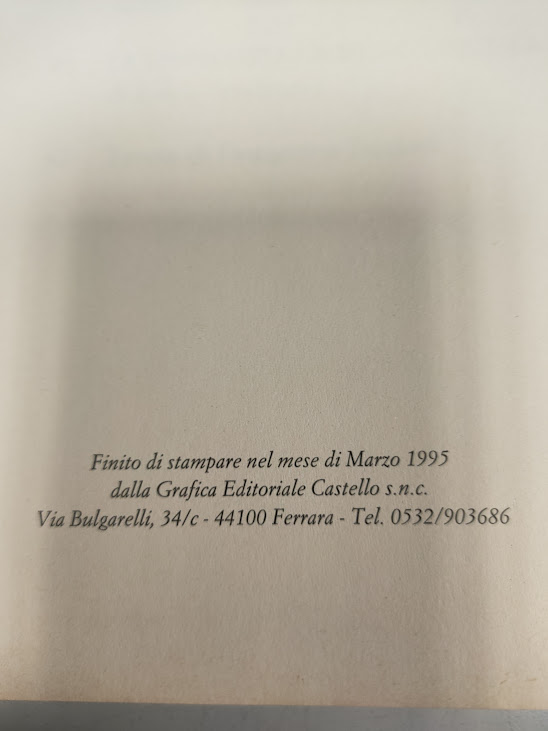 Finito di stampare nel mese di Marzo 1995
dalla Grafica Editoriale Castello s.n.c.
Via Bulgarelli, 34/c - 44100 Ferrara - Tel. 0532/903686